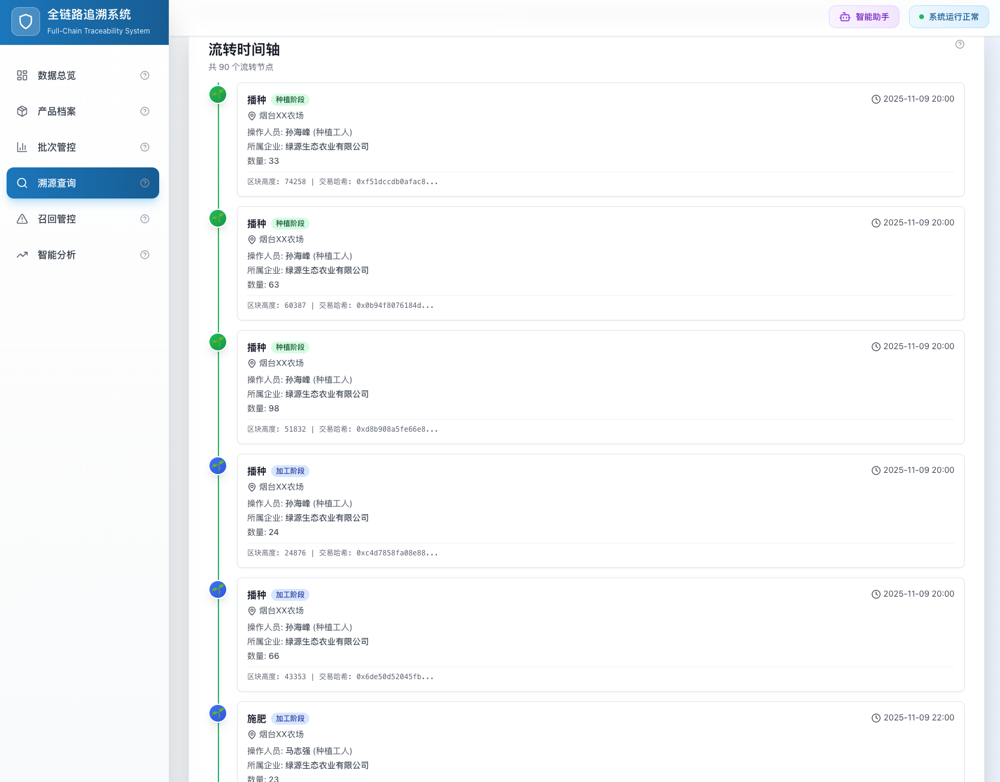 全链路追溯系统
Full-Chain Traceability System
智能助手
系统运行正常
数据总览
产品档案
批次管控
溯源查询
召回管控
智能分析
流转时间轴
共 90 个流转节点
播种 种植阶段 2025-11-09 20:00
烟台XX农场
操作人员: 孙海峰 (种植工人)
所属企业: 绿源生态农业有限公司
数量: 33
区块高度: 74258 | 交易哈希: 0xf51dccdb0afac8...
播种 种植阶段 2025-11-09 20:00
烟台XX农场
操作人员: 孙海峰 (种植工人)
所属企业: 绿源生态农业有限公司
数量: 63
区块高度: 60387 | 交易哈希: 0x0b94f8076184d...
播种 种植阶段 2025-11-09 20:00
烟台XX农场
操作人员: 孙海峰 (种植工人)
所属企业: 绿源生态农业有限公司
数量: 98
区块高度: 51832 | 交易哈希: 0xd8b908a5fe66e8...
播种 加工阶段 2025-11-09 20:00
烟台XX农场
操作人员: 孙海峰 (种植工人)
所属企业: 绿源生态农业有限公司
数量: 24
区块高度: 24876 | 交易哈希: 0xc4d7858fa08e88...
播种 加工阶段 2025-11-09 20:00
烟台XX农场
操作人员: 孙海峰 (种植工人)
所属企业: 绿源生态农业有限公司
数量: 66
区块高度: 43353 | 交易哈希: 0x6de50d52045fb...
施肥 加工阶段 2025-11-09 22:00
烟台XX农场
操作人员: 马志强 (种植工人)
所属企业: 绿源生态农业有限公司
数量: 23